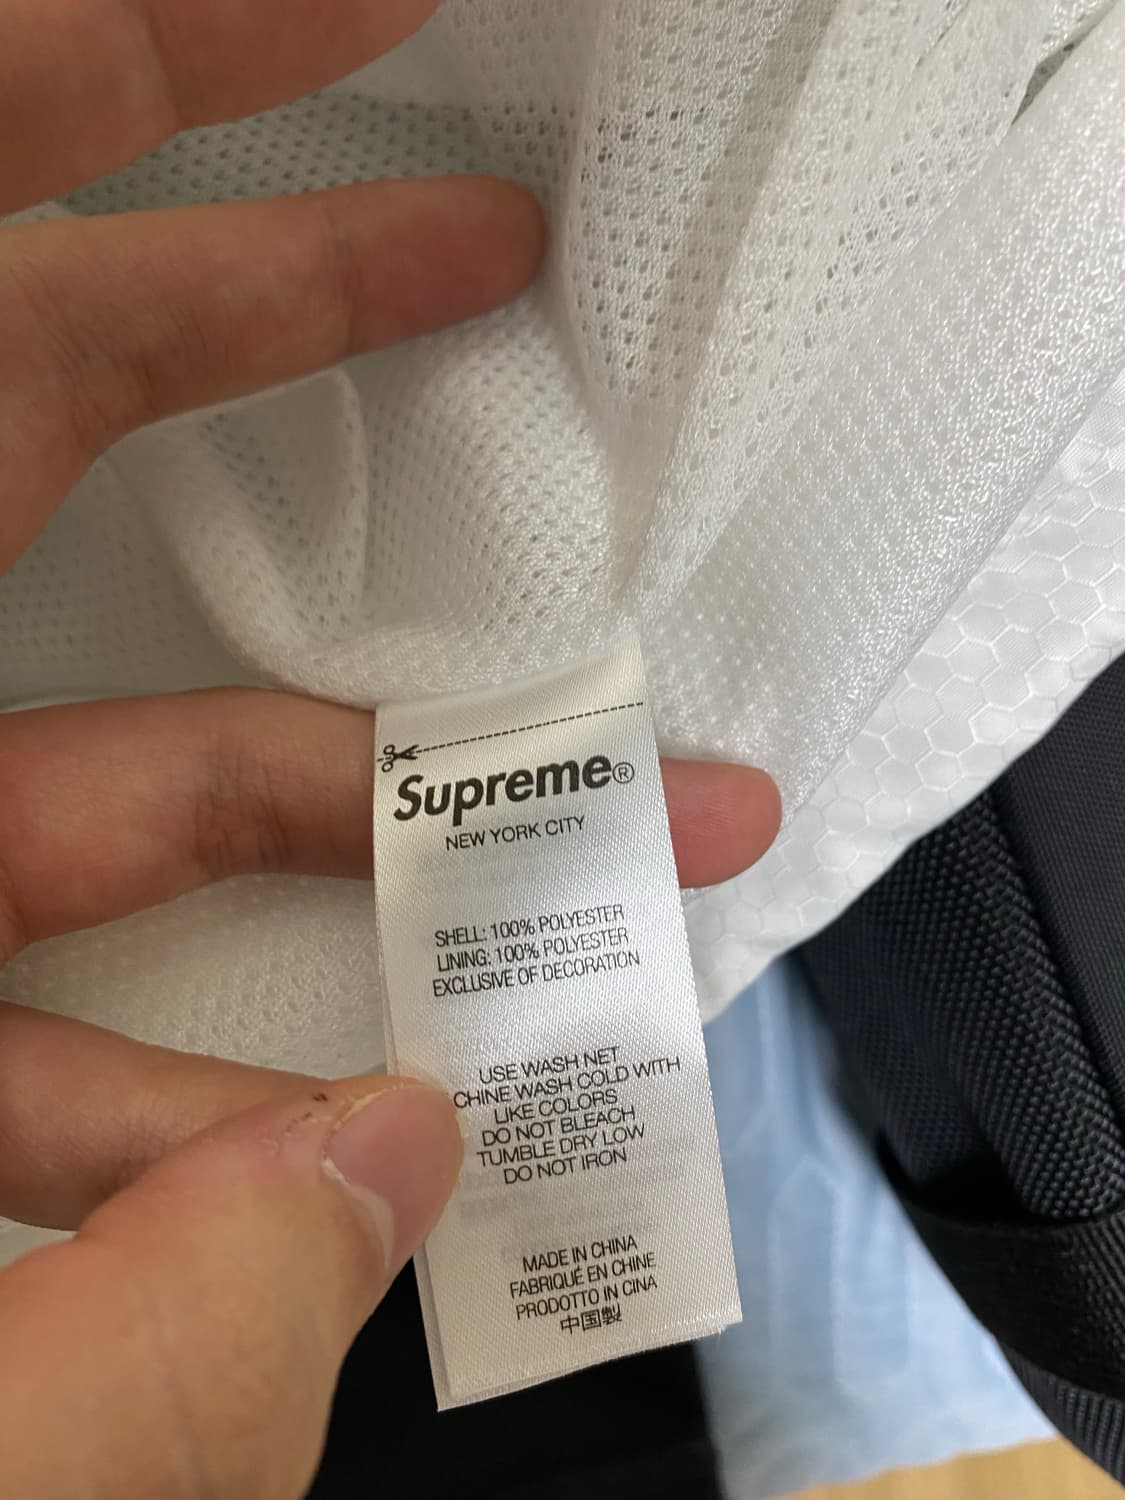 Supreme®
NEW YORK CITY
SHELL: 100% POLYESTER
LINING: 100% POLYESTER
EXCLUSIVE OF DECORATION
USE WASH NET
CHINE WASH COLD WITH
LIKE COLORS
DO NOT BLEACH
TUMBLE DRY LOW
DO NOT IRON
MADE IN CHINA
FABRIQUÉ EN CHINE
PRODOTTO IN CINA
中国製